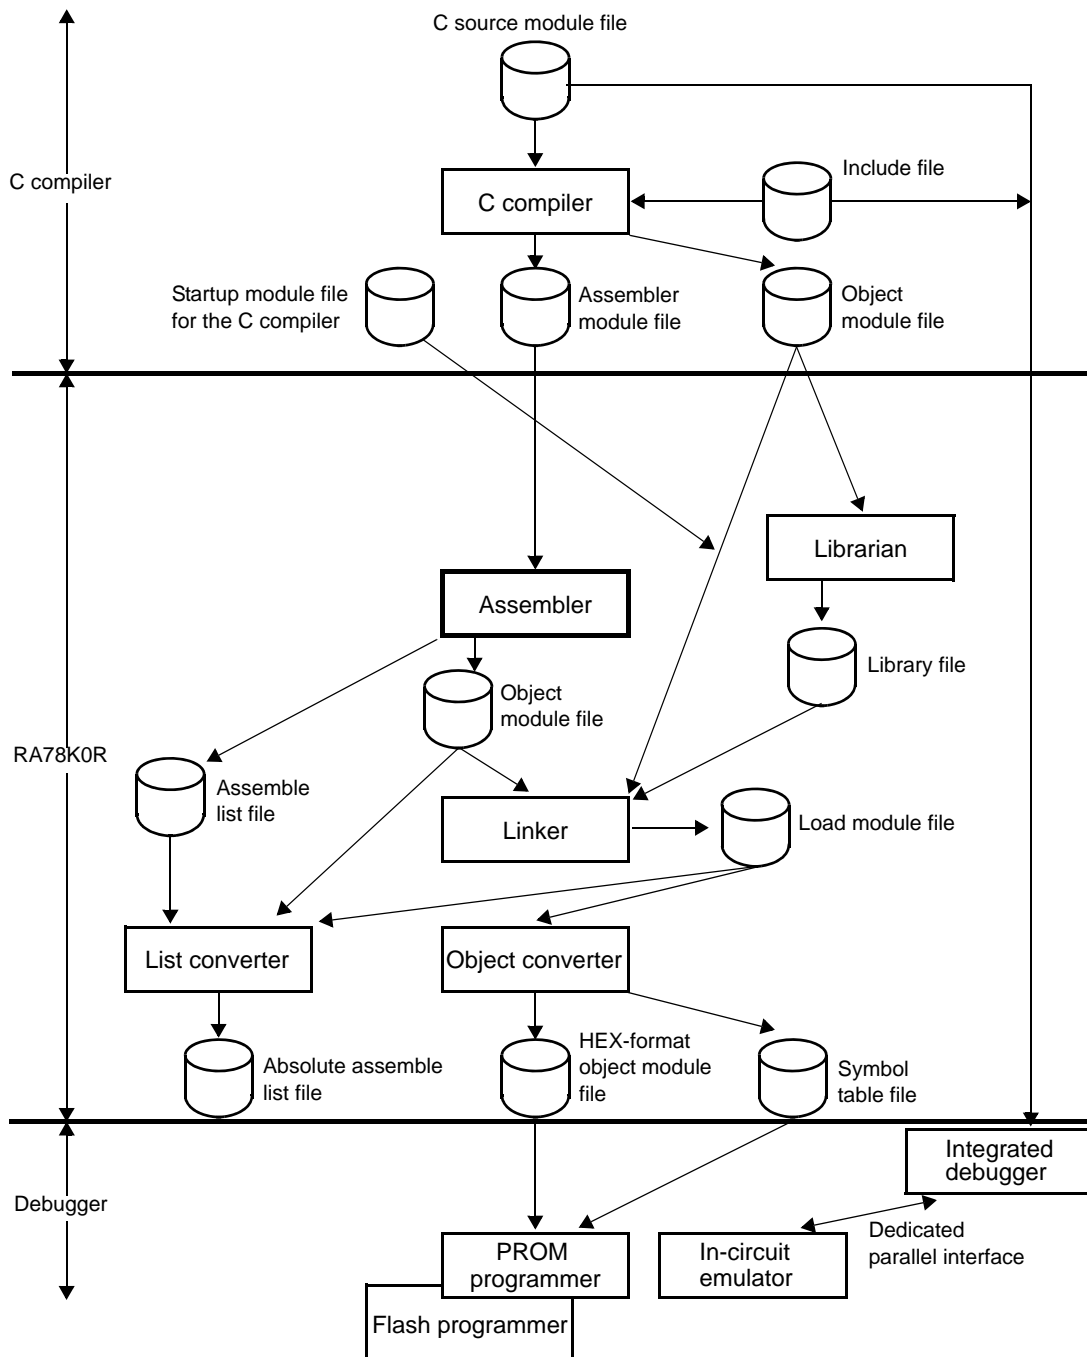 C source module file
C compiler
Include file
C compiler
Startup module file
for the C compiler
Assembler
module file
Object
module file
Librarian
Assembler
Library file
Object
module file
RA78K0R
Assemble
list file
Linker
Load module file
List converter
Object converter
Absolute assemble
list file
HEX-format
object module
file
Symbol
table file
Integrated
debugger
Debugger
Dedicated
parallel interface
PROM
programmer
In-circuit
emulator
Flash programmer